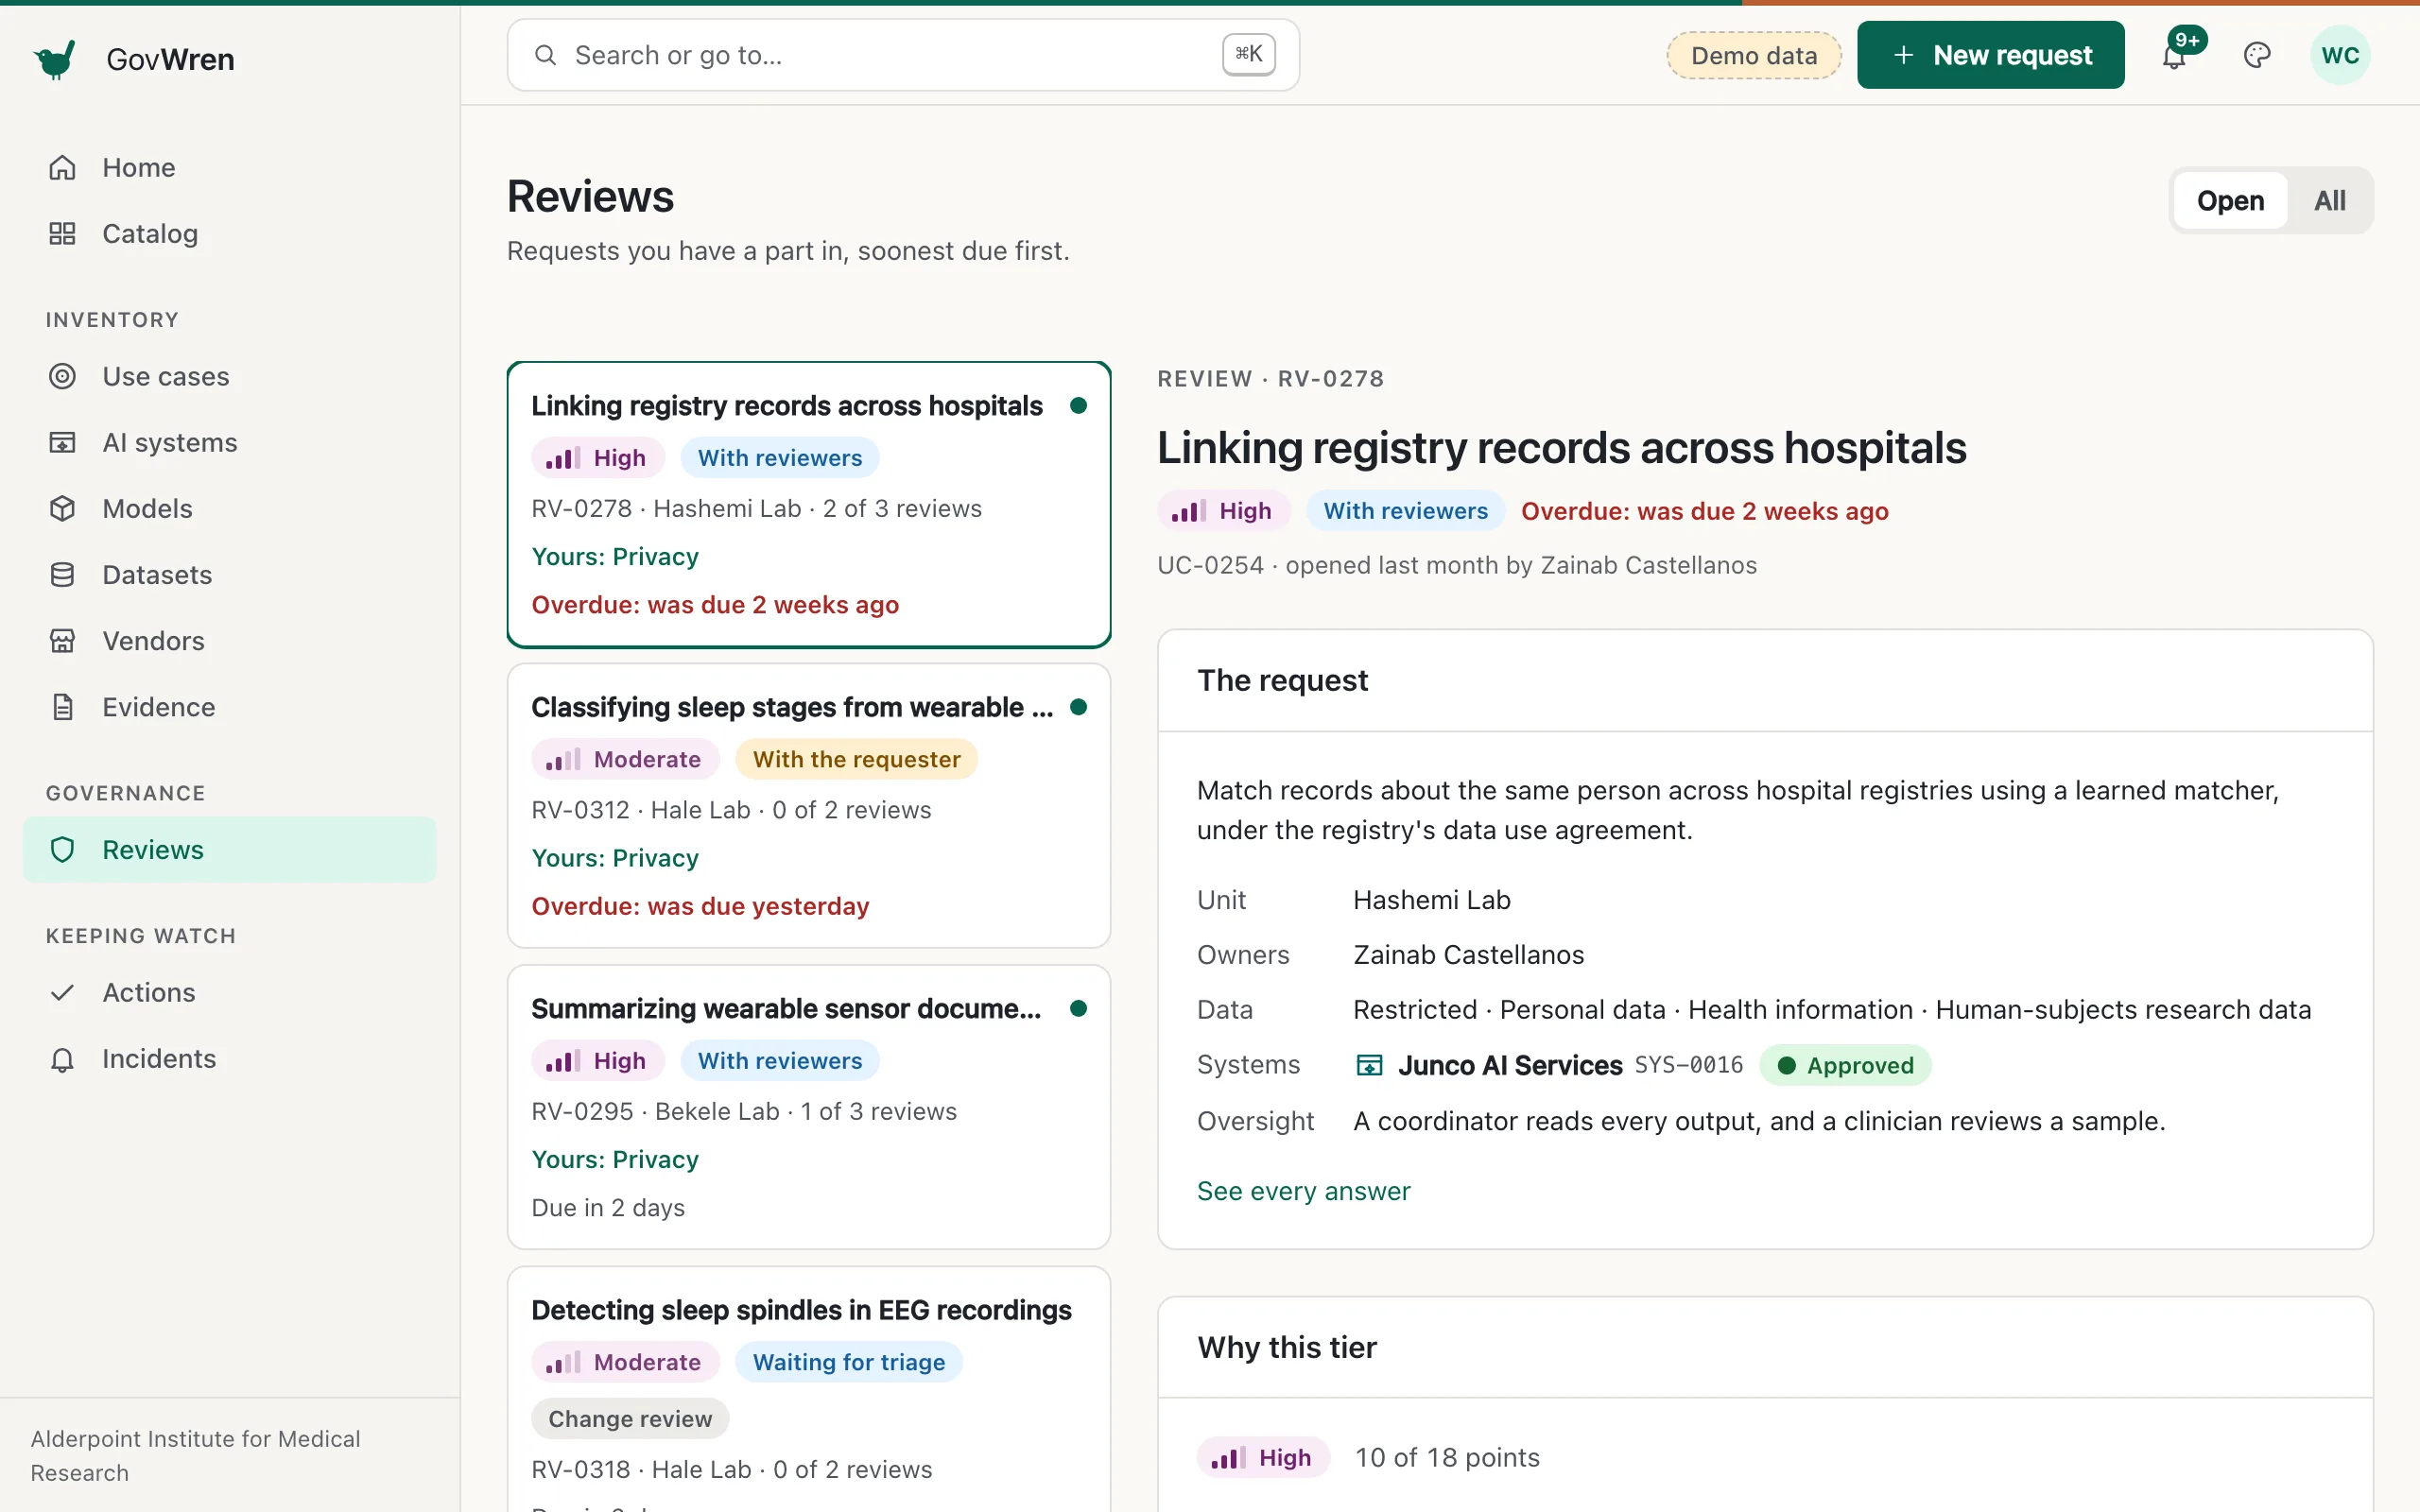 GovWren
Search or go to...
⌘K
Demo data
New request
9+
WC
Home
Catalog
INVENTORY
Use cases
AI systems
Models
Datasets
Vendors
Evidence
GOVERNANCE
Reviews
KEEPING WATCH
Actions
Incidents
Alderpoint Institute for Medical
Research
Reviews
Requests you have a part in, soonest due first.
Open
All
Linking registry records across hospitals
High
With reviewers
RV-0278 · Hashemi Lab · 2 of 3 reviews
Yours: Privacy
Overdue: was due 2 weeks ago
Classifying sleep stages from wearable ...
Moderate
With the requester
RV-0312 · Hale Lab · 0 of 2 reviews
Yours: Privacy
Overdue: was due yesterday
Summarizing wearable sensor docume...
High
With reviewers
RV-0295 · Bekele Lab · 1 of 3 reviews
Yours: Privacy
Due in 2 days
Detecting sleep spindles in EEG recordings
Moderate
Waiting for triage
Change review
RV-0318 · Hale Lab · 0 of 2 reviews
REVIEW · RV-0278
Linking registry records across hospitals
High
With reviewers
Overdue: was due 2 weeks ago
UC-0254 · opened last month by Zainab Castellanos
The request
Match records about the same person across hospital registries using a learned matcher,
under the registry's data use agreement.
Unit
Hashemi Lab
Owners
Zainab Castellanos
Data
Restricted · Personal data · Health information · Human-subjects research data
Systems
Junco AI Services SYS-0016 Approved
Oversight
A coordinator reads every output, and a clinician reviews a sample.
See every answer
Why this tier
High
10 of 18 points